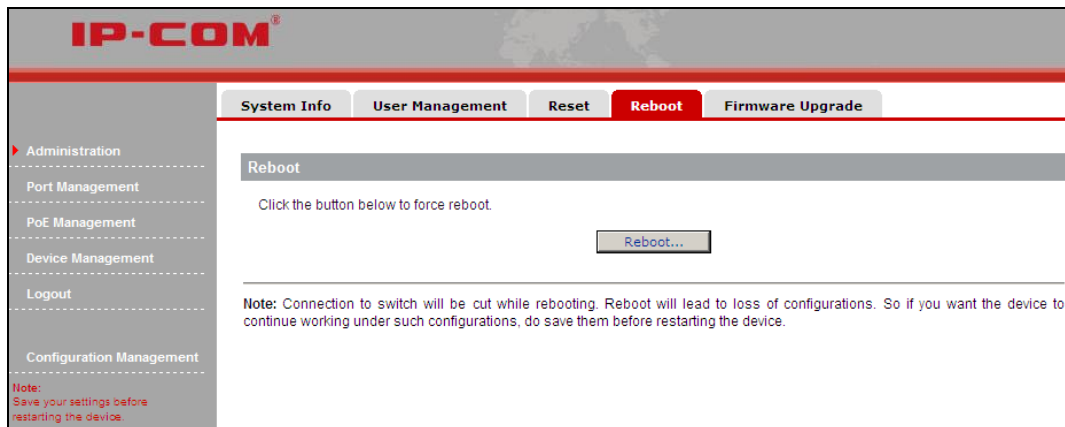 IP-COM®
System Info User Management Reset Reboot Firmware Upgrade
Administration
Port Management
PoE Management
Device Management
Logout
Configuration Management
Note:
Save your settings before
restarting the device.
Reboot
Click the button below to force reboot.
Reboot...
Note: Connection to switch will be cut while rebooting. Reboot will lead to loss of configurations. So if you want the device to
continue working under such configurations, do save them before restarting the device.